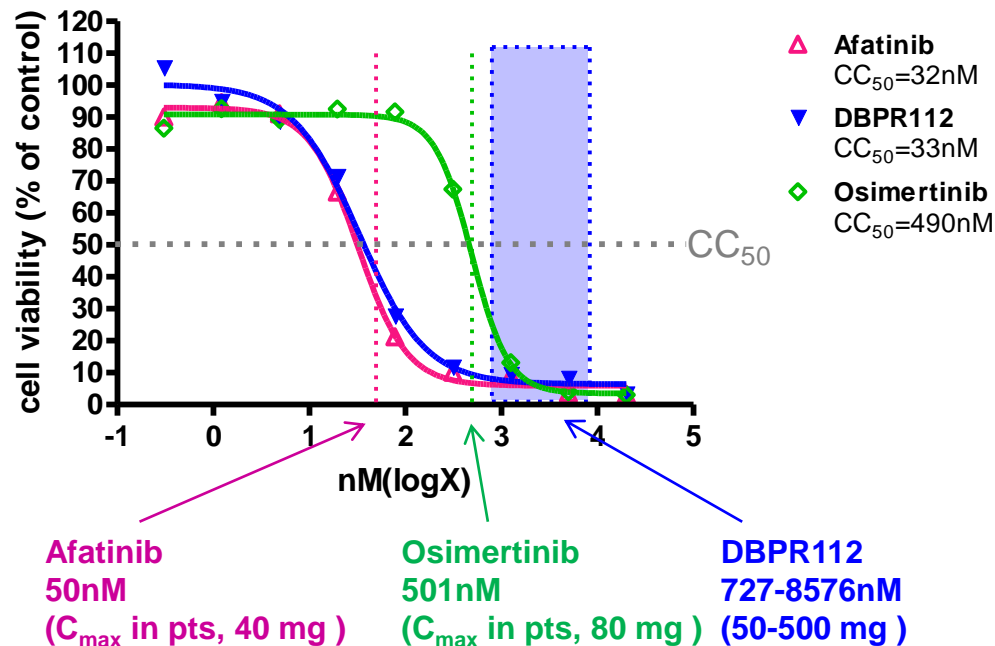 cell viability (% of control)
120
110
100
90
80
70
60
50
40
30
20
10
0
-1 0 1 2 3 4 5
nM(logX)
CC50
Afatinib
CC50=32nM
DBPR112
CC50=33nM
Osimertinib
CC50=490nM
Afatinib
50nM
(Cmax in pts, 40 mg )
Osimertinib
501nM
(Cmax in pts, 80 mg )
DBPR112
727-8576nM
(50-500 mg )